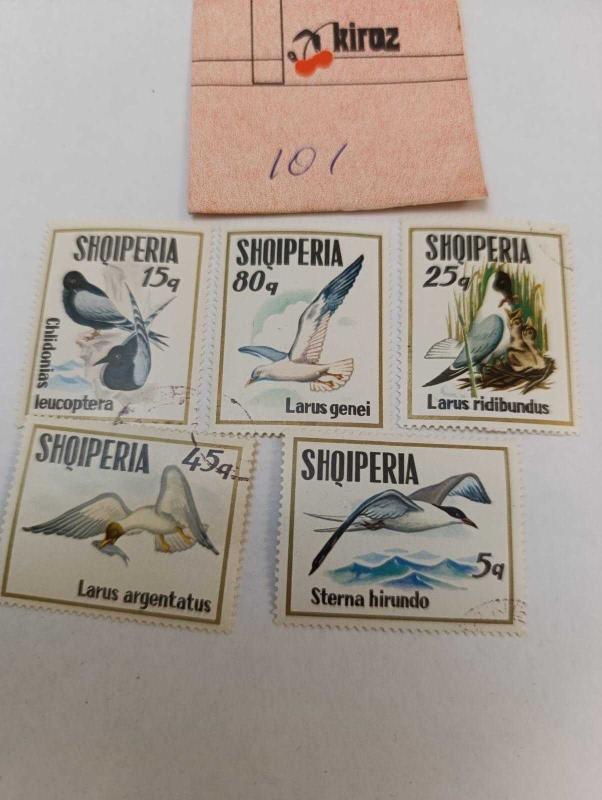 kiraz
101
SHQIPERIA
15q
Chlidonias
leucoptera
SHQIPERIA
80q
Larus genei
SHQIPERIA
25q
Larus ridibundus
SHQIPERIA
45q
Larus argentatus
SHQIPERIA
5q
Sterna hirundo